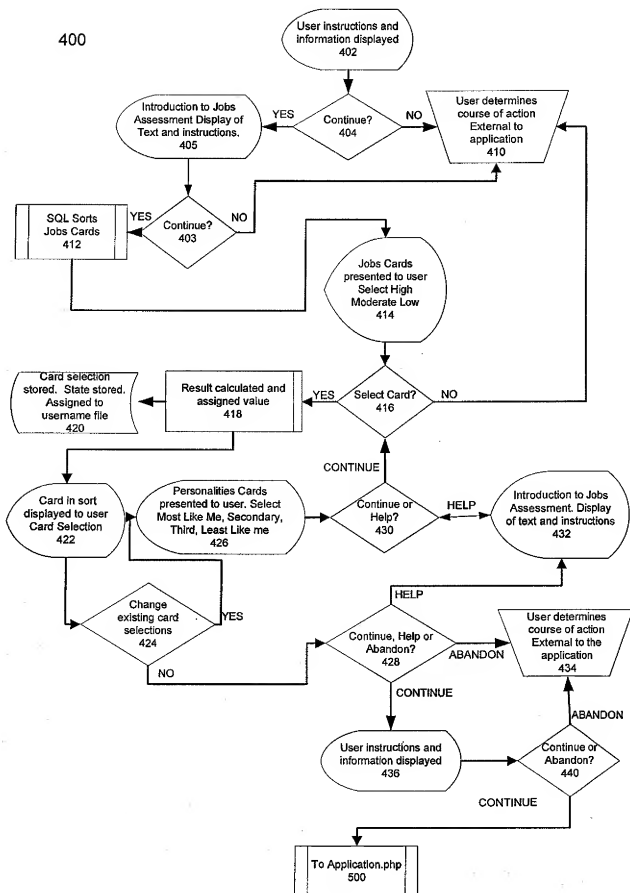 400
User instructions and
information displayed
402
Introduction to Jobs
Assessment Display of
Text and instructions.
405
YES
Continue?
404
NO
User determines
course of action
External to
application
410
SQL Sorts
Jobs Cards
412
YES
Continue?
403
NO
Jobs Cards
presented to user
Select High
Moderate Low
414
Card selection
stored. State stored.
Assigned to
username file
420
Result calculated and
assigned value
418
YES
Select Card?
416
NO
CONTINUE
Card in sort
displayed to user
Card Selection
422
Personalities Cards
presented to user. Select
Most Like Me, Secondary,
Third, Least Like me
426
Continue or
Help?
430
HELP
Introduction to Jobs
Assessment. Display
of text and instructions
432
Change
existing card
selections
424
YES
NO
HELP
Continue, Help or
Abandon?
428
ABANDON
CONTINUE
User determines
course of action
External to the
application
434
ABANDON
User instructions and
information displayed
436
Continue or
Abandon?
440
CONTINUE
To Application.php
500